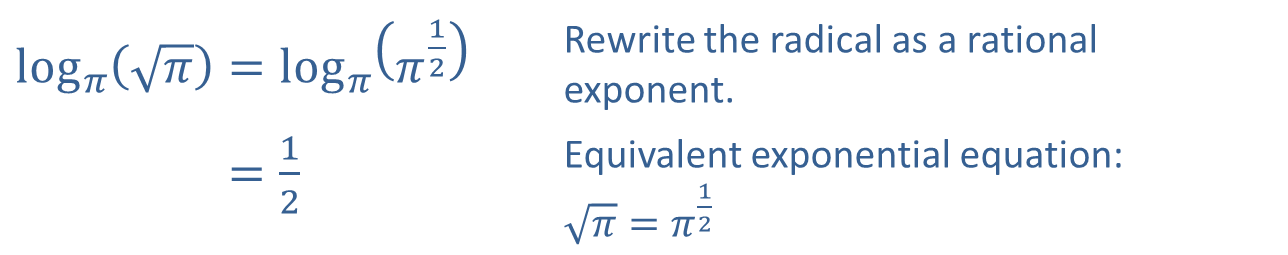 log_π(√π) = log_π(π^(1/2)) Rewrite the radical as a rational
exponent.
= 1/2 Equivalent exponential equation:
√π = π^(1/2)